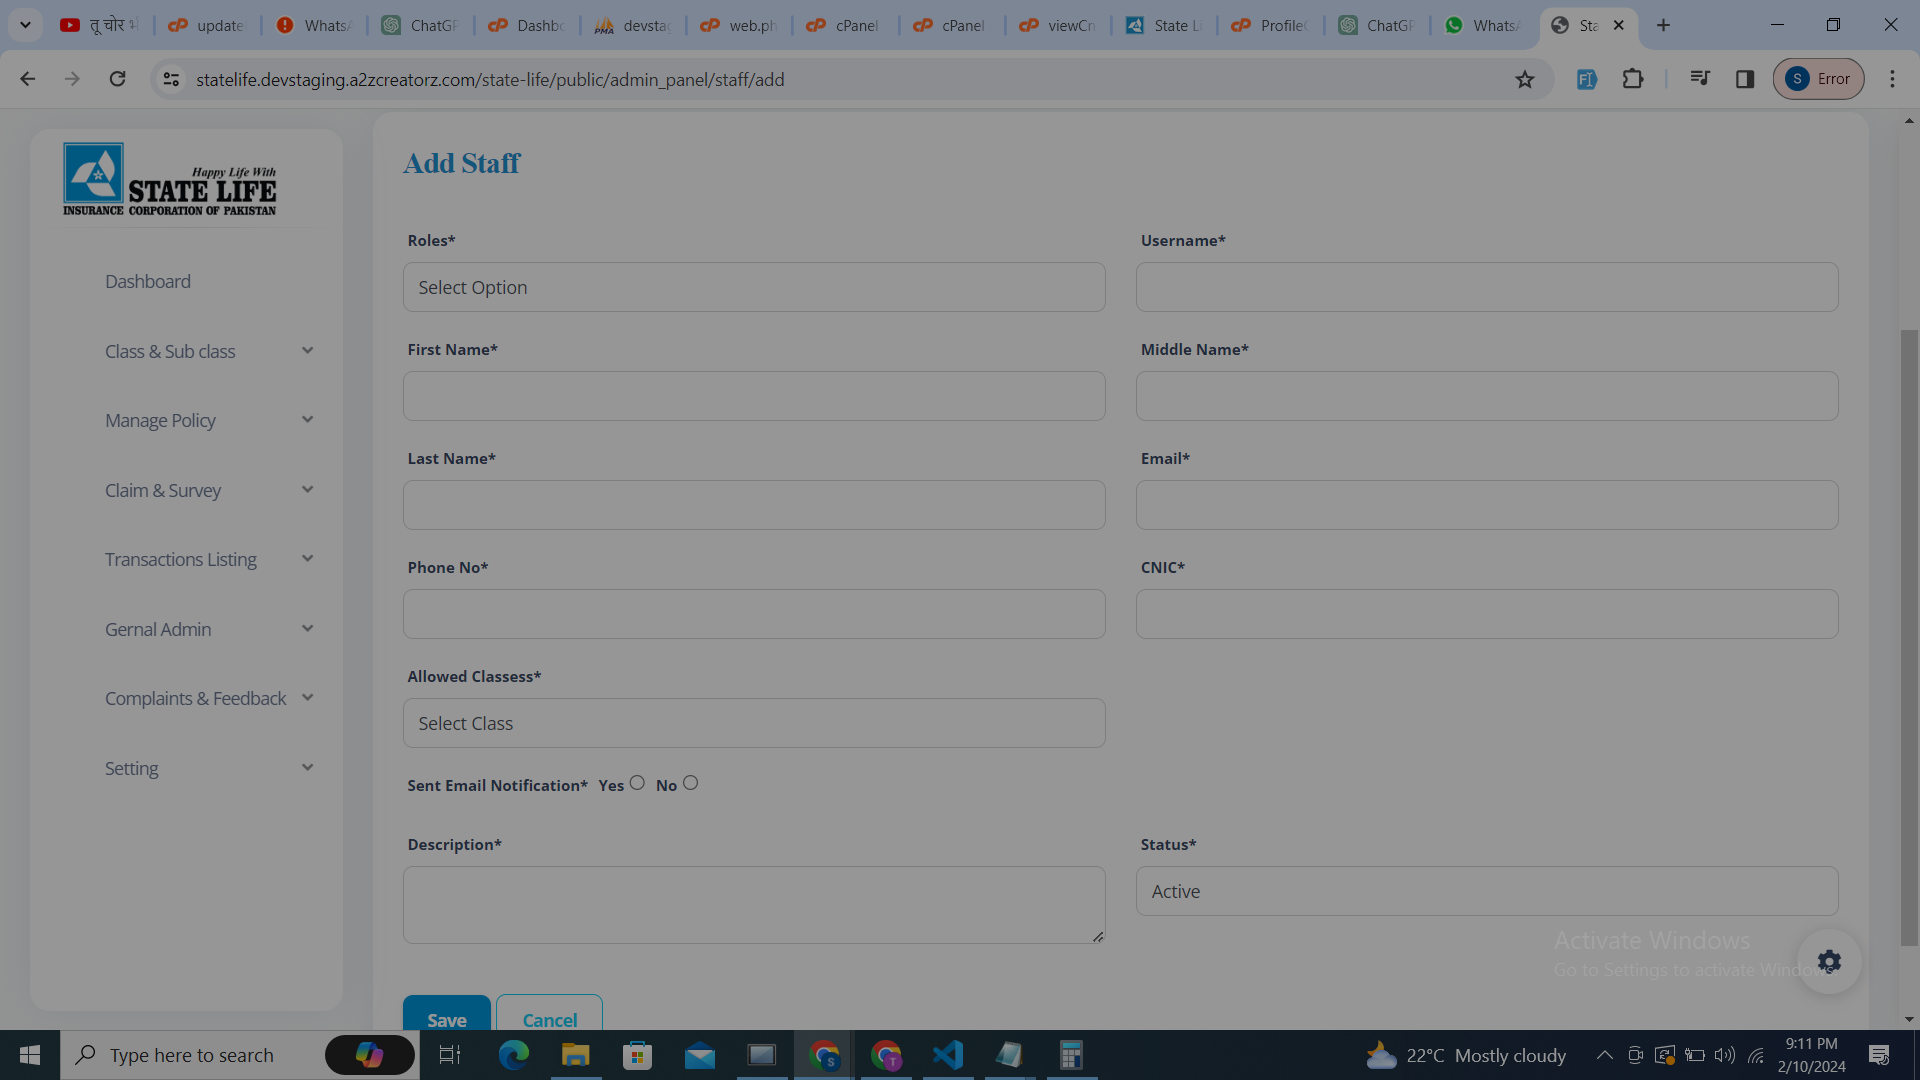 तू चोर
update
WhatsA
ChatGP
Dashbo
devstag
web.ph
cPanel
cPanel
viewCn
State Li
Profile
ChatGP
WhatsA
Sta
statelife.devstaging.a2zcreatorz.com/state-life/public/admin_panel/staff/add
S Error
Happy Life With
STATE LIFE
INSURANCE CORPORATION OF PAKISTAN
Dashboard
Class & Sub class
Manage Policy
Claim & Survey
Transactions Listing
Gernal Admin
Complaints & Feedback
Setting
Add Staff
Roles*
Username*
Select Option
First Name*
Middle Name*
Last Name*
Email*
Phone No*
CNIC*
Allowed Classess*
Select Class
Sent Email Notification* Yes No
Description*
Status*
Active
Save
Cancel
Activate Windows
Go to Settings to activate Windows.
Type here to search
22°C Mostly cloudy
9:11 PM
2/10/2024